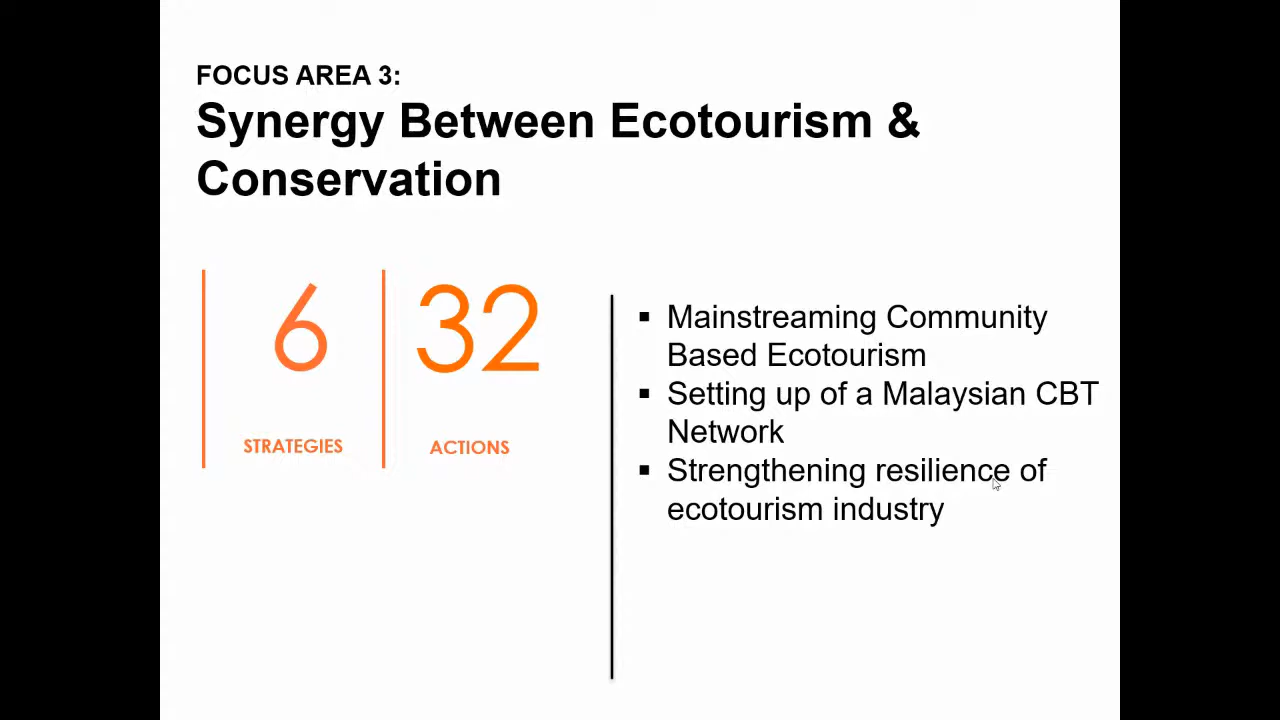 FOCUS AREA 3:
Synergy Between Ecotourism &
Conservation
6
STRATEGIES
32
ACTIONS
▪ Mainstreaming Community
Based Ecotourism
▪ Setting up of a Malaysian CBT
Network
▪ Strengthening resilience of
ecotourism industry